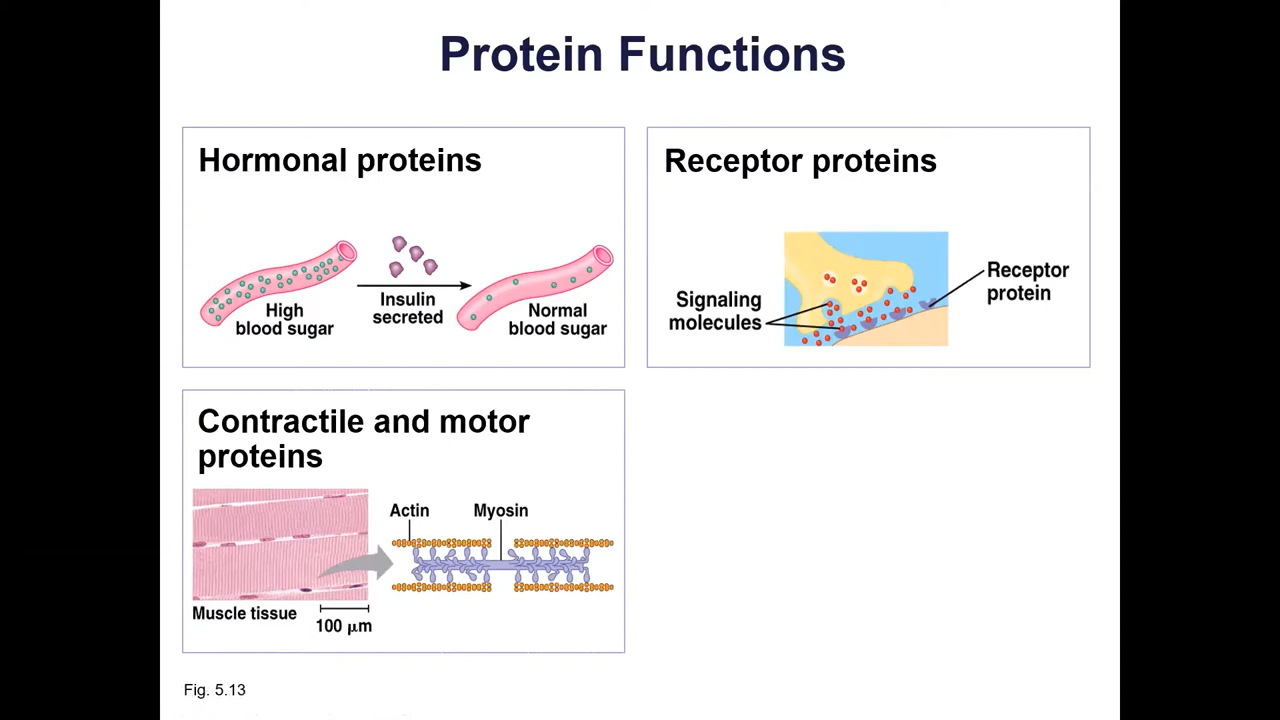 Protein Functions
Hormonal proteins
High
blood sugar
Insulin
secreted
Normal
blood sugar
Receptor proteins
Signaling
molecules
Receptor
protein
Contractile and motor
proteins
Actin
Myosin
Muscle tissue
100 μm
Fig. 5.13